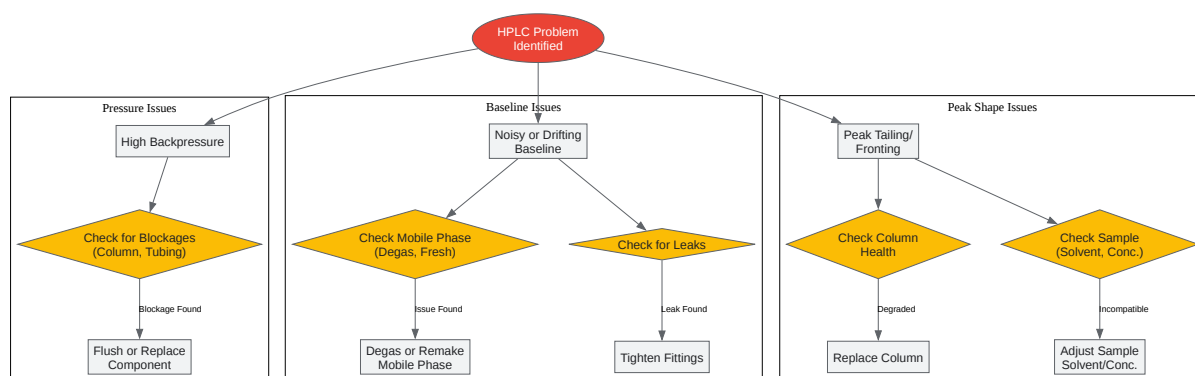 HPLC Problem
Identified
Pressure Issues
Baseline Issues
Peak Shape Issues
High Backpressure
Noisy or Drifting
Baseline
Peak Tailing/
Fronting
Check for Blockages
(Column, Tubing)
Check Mobile Phase
(Degas, Fresh)
Check for Leaks
Check Column
Health
Check Sample
(Solvent, Conc.)
Blockage Found
Issue Found
Leak Found
Degraded
Incompatible
Flush or Replace
Component
Degas or Remake
Mobile Phase
Tighten Fittings
Replace Column
Adjust Sample
Solvent/Conc.